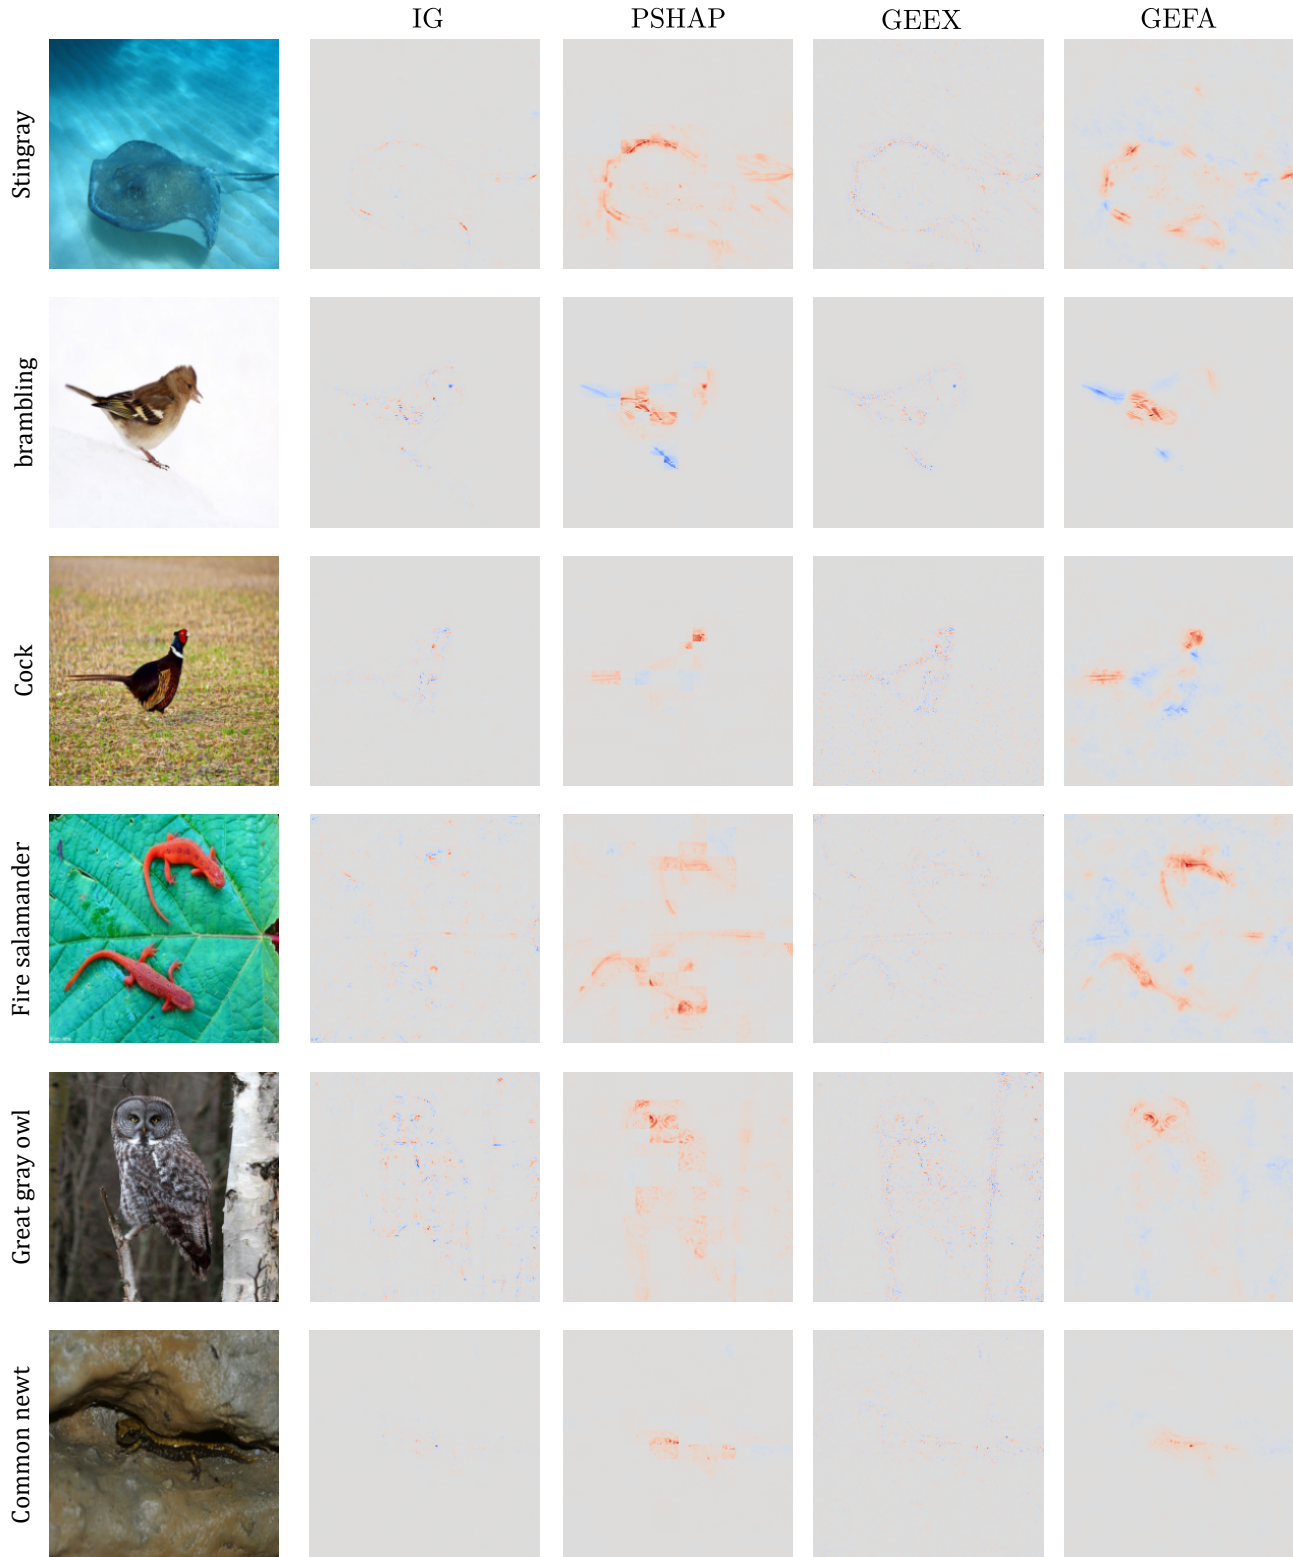 IG PSHAP GEEX GEFA
Stingray
brambling
Cock
Fire salamander
Great gray owl
Common newt